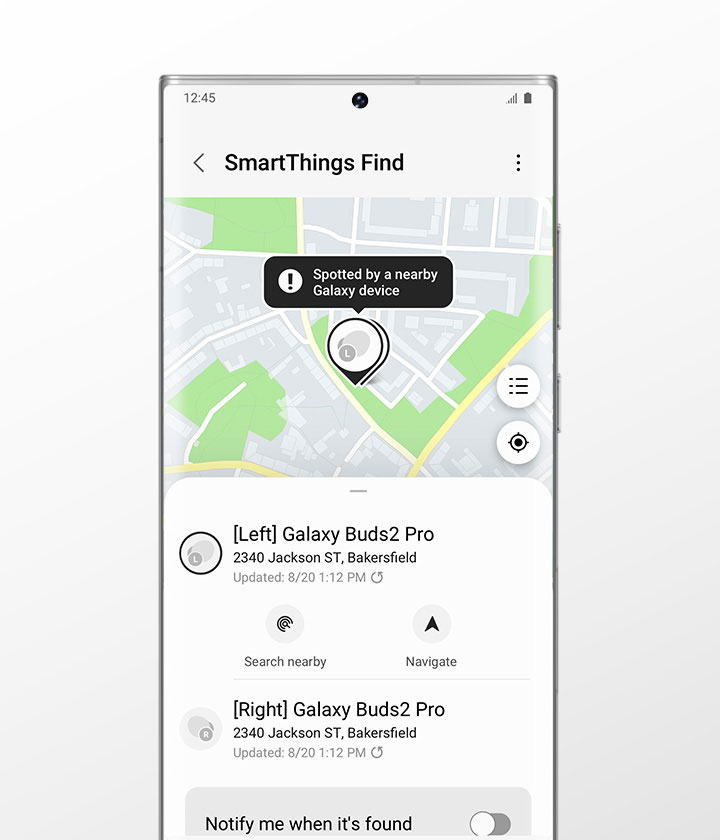 12:45
SmartThings Find
Spotted by a nearby
Galaxy device
L
[Left] Galaxy Buds2 Pro
L
2340 Jackson ST, Bakersfield
Updated: 8/20 1:12 PM
Search nearby
Navigate
[Right] Galaxy Buds2 Pro
R
2340 Jackson ST, Bakersfield
Updated: 8/20 1:12 PM
Notify me when it's found